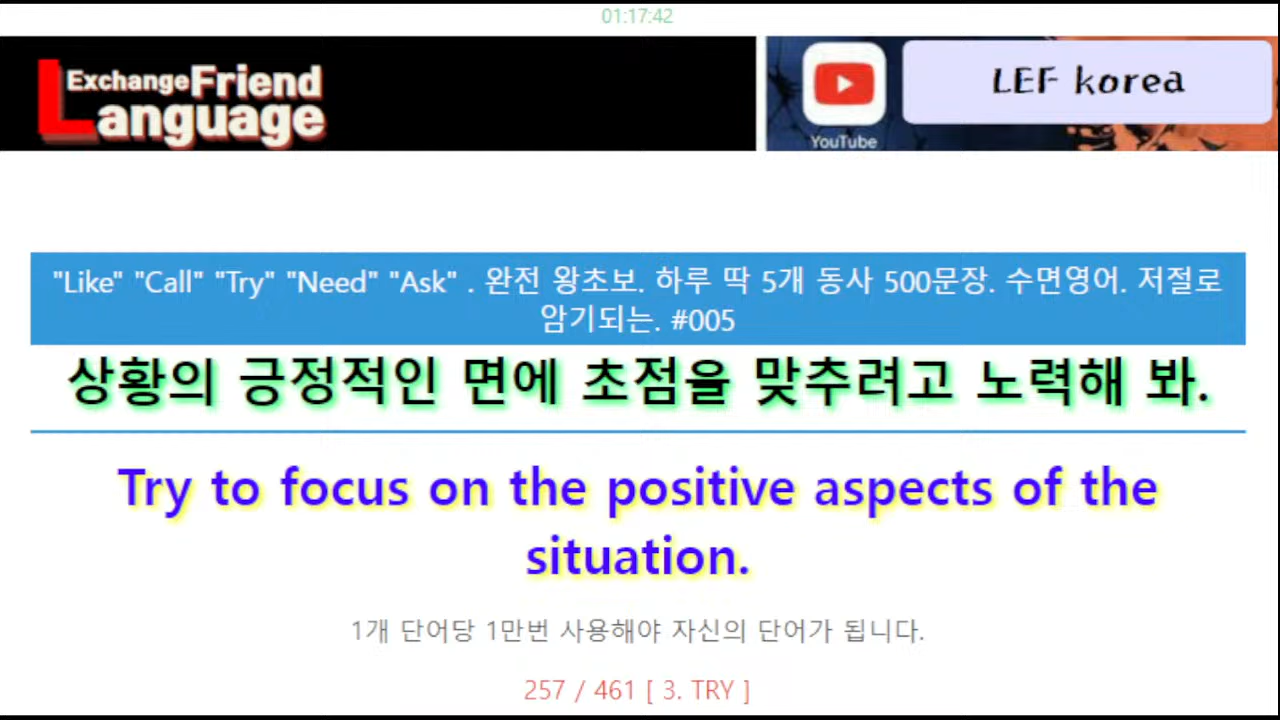 01:17:42
ExchangeFriend
Language
LEF korea
YouTube
"Like" "Call" "Try" "Need" "Ask" . 완전 왕초보. 하루 딱 5개 동사 500문장. 수면영어. 저절로
암기되는. #005
상황의 긍정적인 면에 초점을 맞추려고 노력해 봐.
Try to focus on the positive aspects of the
situation.
1개 단어당 1만번 사용해야 자신의 단어가 됩니다.
257 / 461 [ 3. TRY ]